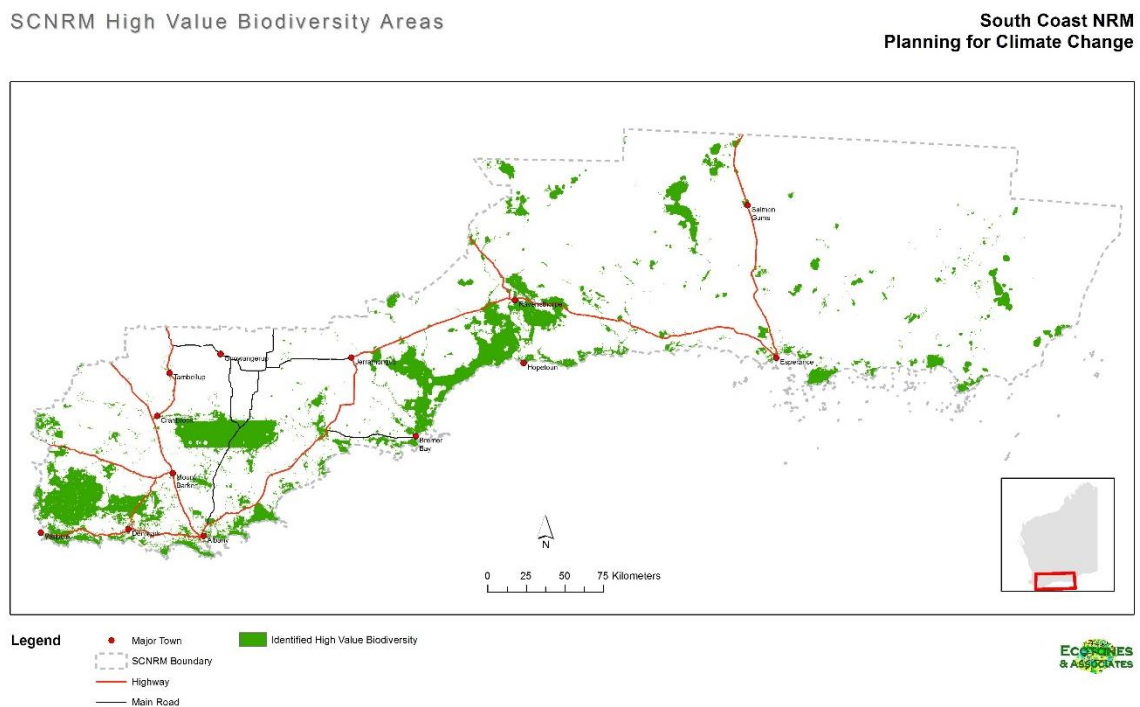 SCNRM High Value Biodiversity Areas
South Coast NRM
Planning for Climate Change
Salmon
Gums
Ravensthorpe
Gnowangerup
Jerramungup
Tambellup
Hopetoun
Esperance
Cranbrook
Bremer
Bay
Mount
Barker
Walpole
Denmark
Albany
N
0 25 50 75 Kilometers
Legend
Major Town
Identified High Value Biodiversity
SCNRM Boundary
Highway
Main Road
ECOTONES
& ASSOCIATES